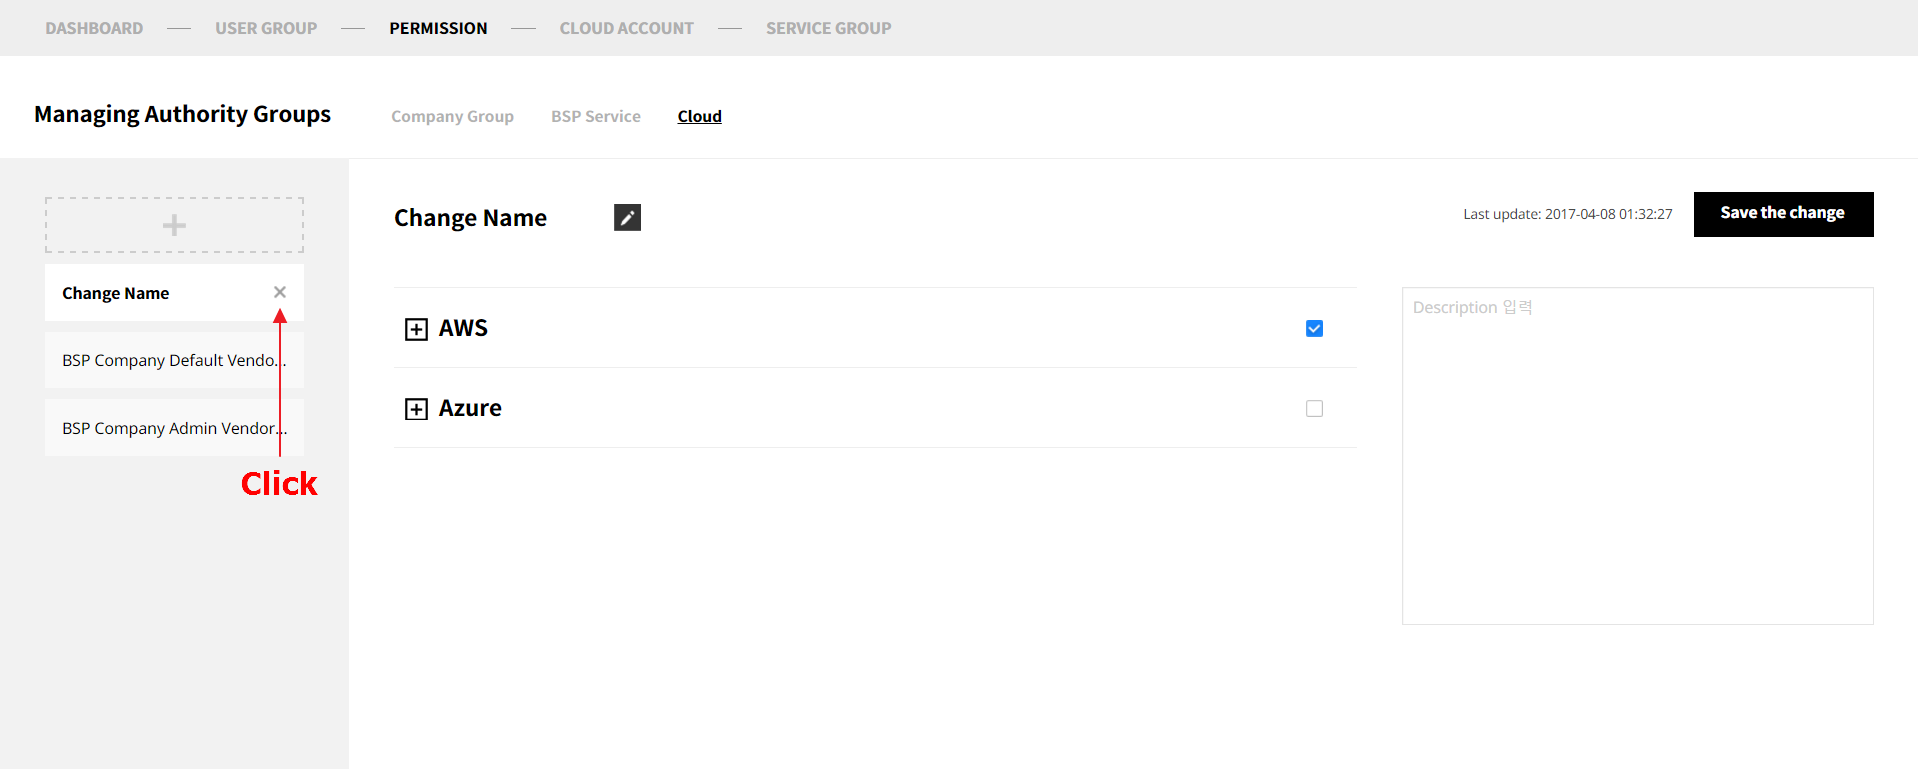 DASHBOARD USER GROUP PERMISSION CLOUD ACCOUNT SERVICE GROUP
Managing Authority Groups Company Group BSP Service Cloud
Change Name Last update: 2017-04-08 01:32:27 Save the change
Change Name
BSP Company Default Vendo...
BSP Company Admin Vendor...
Click
AWS
Azure
Description 입력